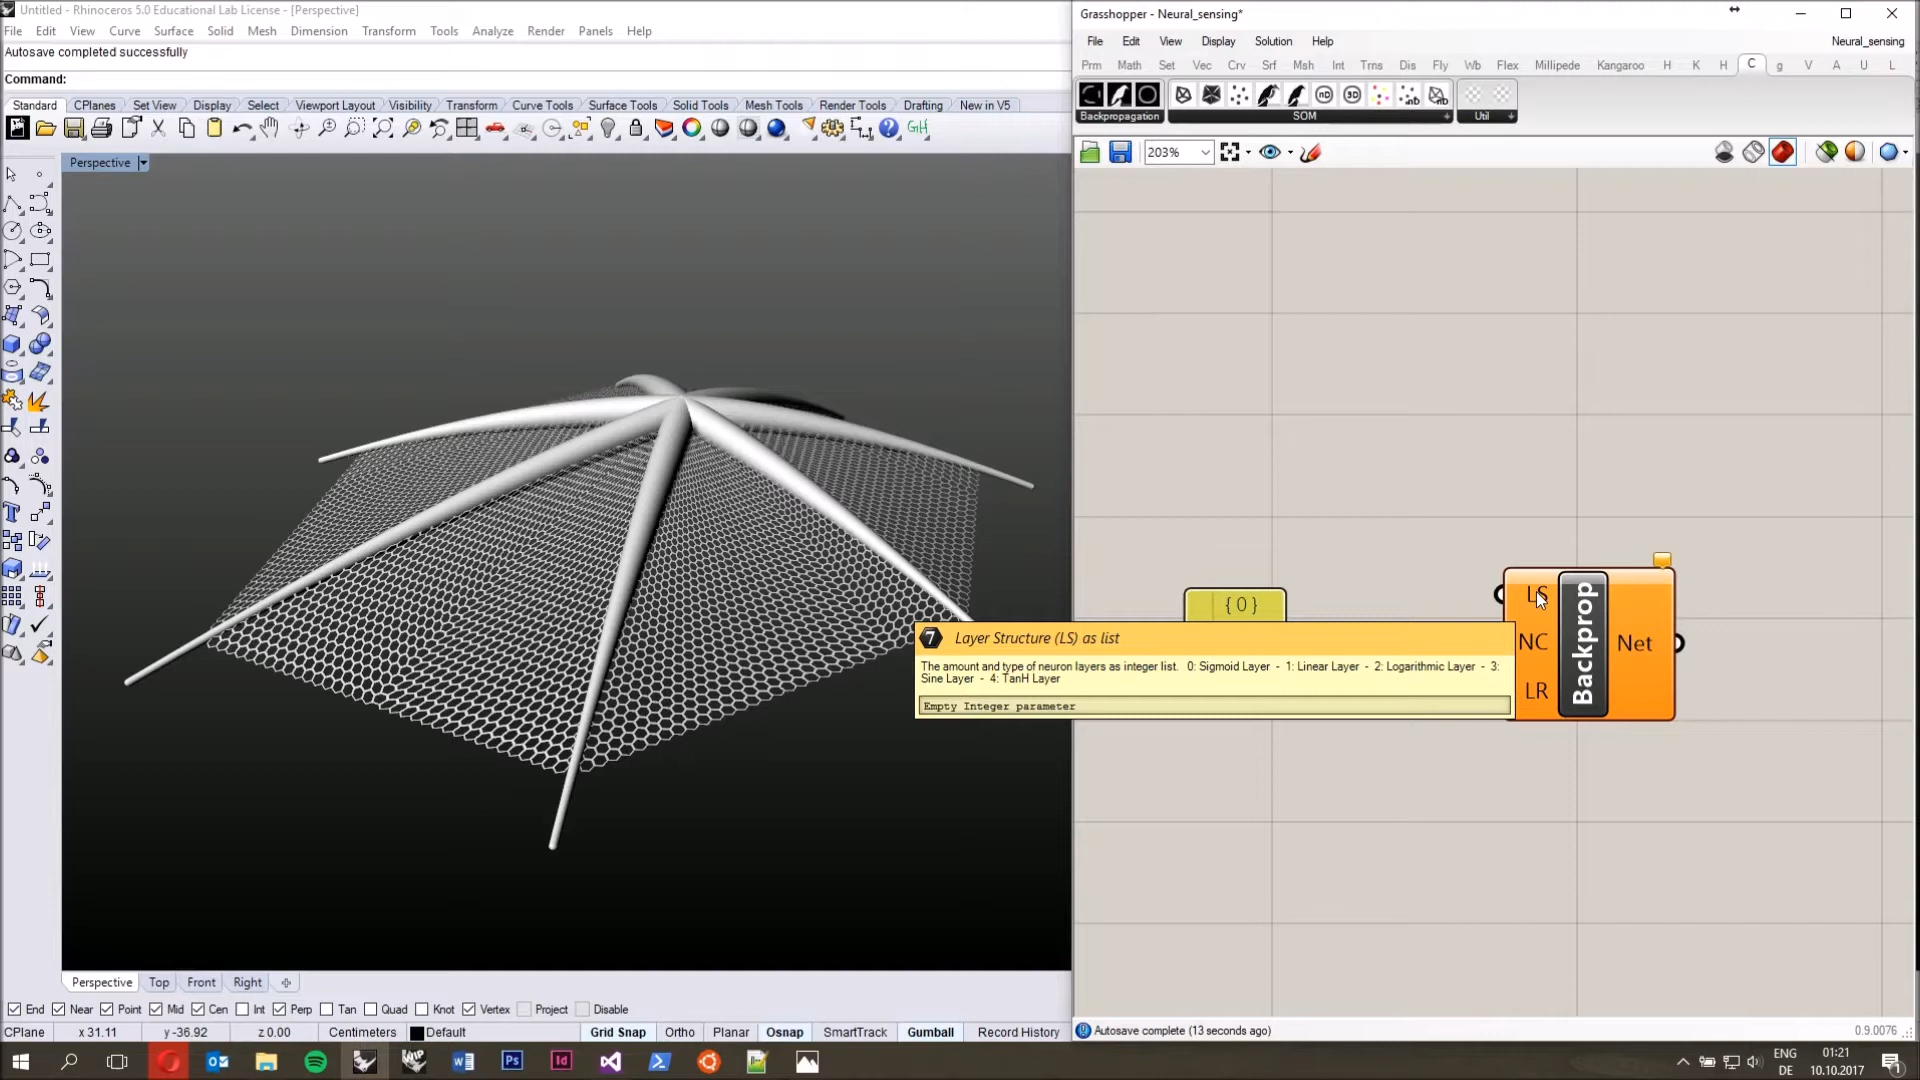 Untitled - Rhinoceros 5.0 Educational Lab License - [Perspective]
File Edit View Curve Surface Solid Mesh Dimension Transform Tools Analyze Render Panels Help
Autosave completed successfully
Command:
Standard CPlanes Set View Display Select Viewport Layout Visibility Transform Curve Tools Surface Tools Solid Tools Mesh Tools Render Tools Drafting New in V5
GH
Perspective
Perspective Top Front Right
End Near Point Mid Cen Int Perp Tan Quad Knot Vertex Project Disable
CPlane x 31.11 y -36.92 z 0.00 Centimeters Default Grid Snap Ortho Planar Osnap SmartTrack Gumball Record History
Grasshopper - Neural_sensing*
File Edit View Display Solution Help Neural_sensing
Prm Math Set Vec Crv Srf Msh Int Trns Dis Fly Wb Flex Millipede Kangaroo H K H C g V A U L
Backpropagation SOM Util
203%
{0}
LS
NC
LR
Backprop
Net
Layer Structure (LS) as list
The amount and type of neuron layers as integer list. 0: Sigmoid Layer - 1: Linear Layer - 2: Logarithmic Layer - 3:
Sine Layer - 4: TanH Layer
Empty Integer parameter
Autosave complete (13 seconds ago) 0.9.0076
ENG 01:21
DE 10.10.2017